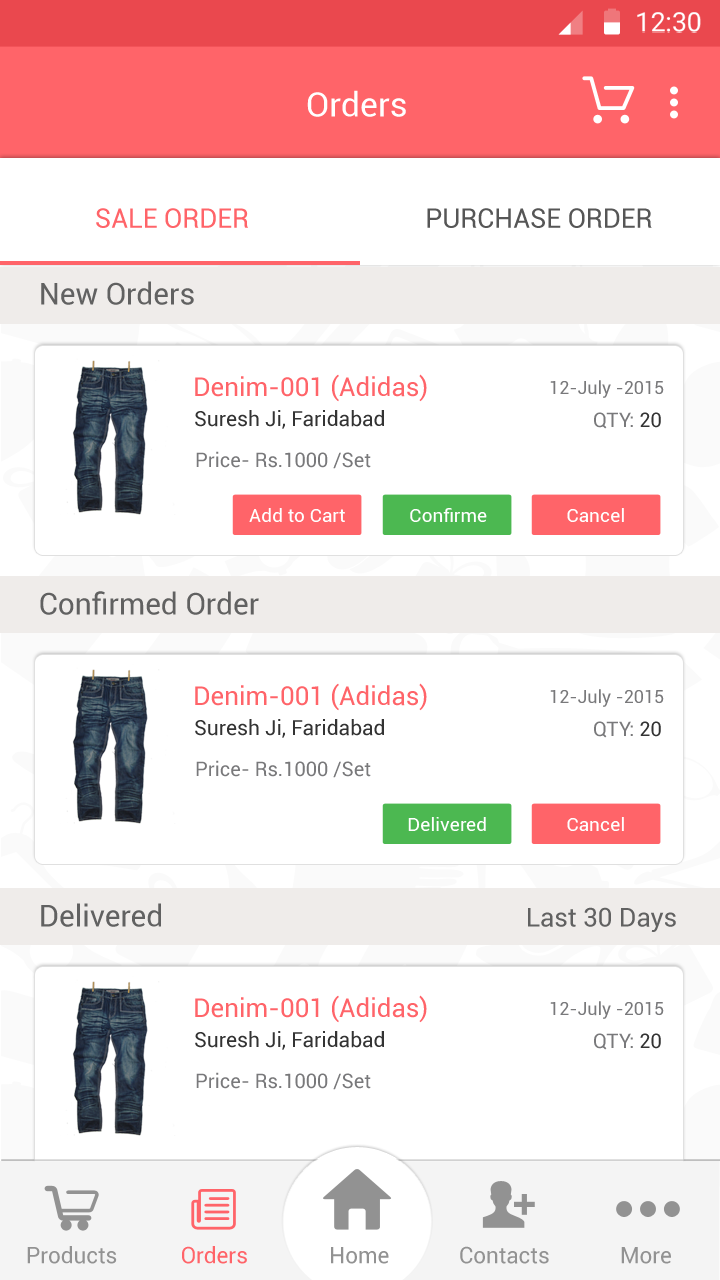 12:30
Orders
SALE ORDER
PURCHASE ORDER
New Orders
Denim-001 (Adidas)
12-July -2015
Suresh Ji, Faridabad
QTY: 20
Price- Rs.1000 /Set
Add to Cart
Confirme
Cancel
Confirmed Order
Denim-001 (Adidas)
12-July -2015
Suresh Ji, Faridabad
QTY: 20
Price- Rs.1000 /Set
Delivered
Cancel
Delivered
Last 30 Days
Denim-001 (Adidas)
12-July -2015
Suresh Ji, Faridabad
QTY: 20
Price- Rs.1000 /Set
Products
Orders
Home
Contacts
More